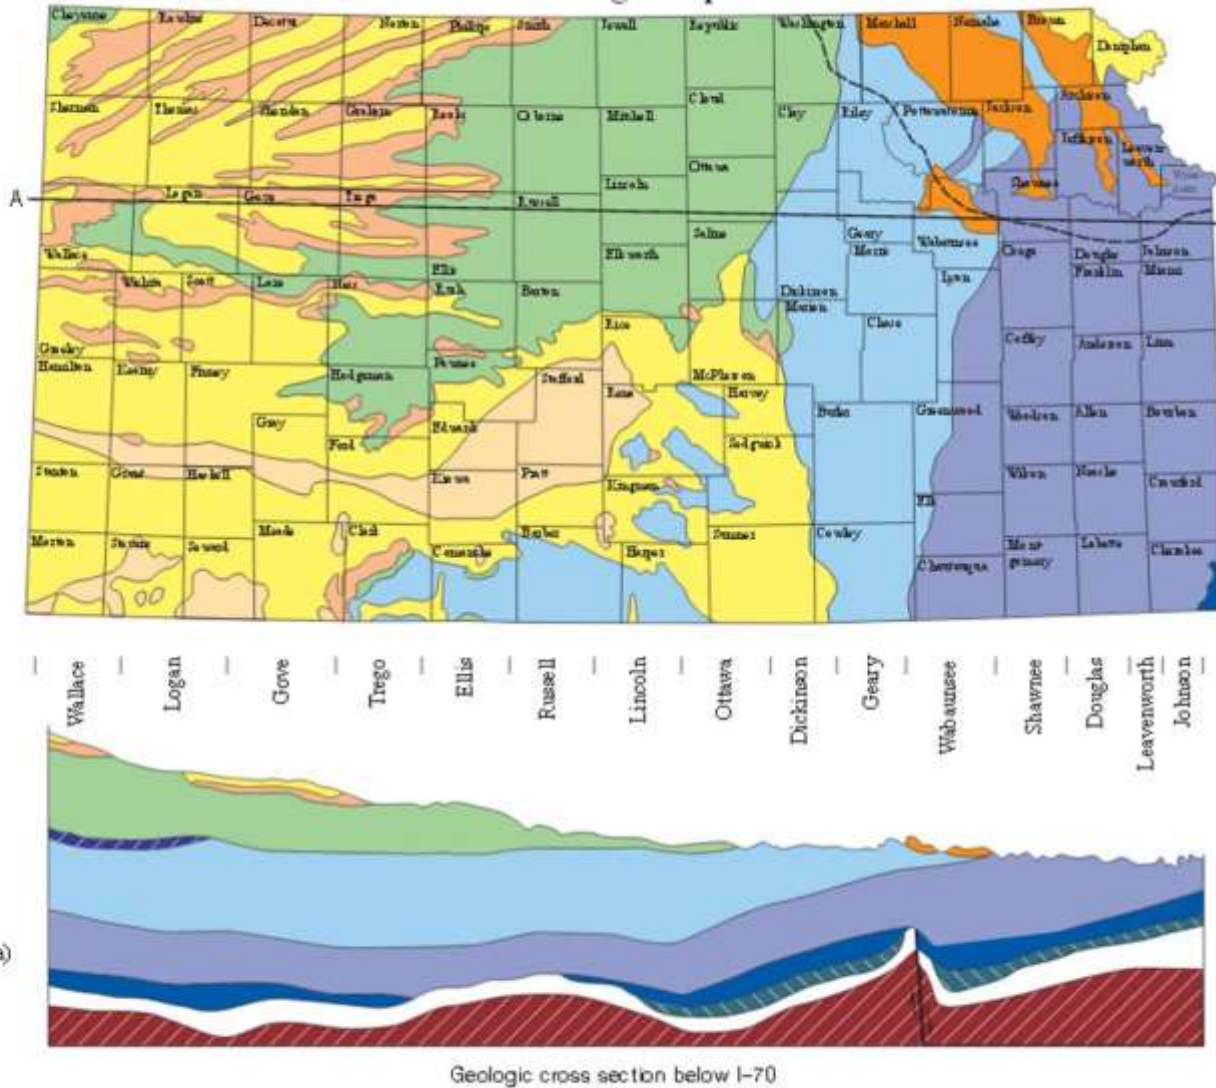 Cheyenne Rawlins Decatur Norton Phillips Smith Jewell Republic Washington Marshall Nemaha Brown Doniphan
Sherman Thomas Sheridan Graham Rooks Osborne Mitchell Cloud Clay Riley Pottawatomie Jackson Atchison
Jefferson Leavenworth
Ottawa
Lincoln
A
Logan Gove Trego Russell Shawnee
Wallace Ellis Ellsworth Saline Geary Morris Wabaunsee Osage Douglas Johnson
Franklin Miami
Wichita Scott Lane Ness Rush Barton Dickinson Lyon
Rice Marion Chase
Greeley Pawnee Coffey Anderson Linn
Hamilton Kearny Finney Hodgeman Stafford McPherson
Reno Harvey
Gray Edwards Butler Greenwood Woodson Allen Bourbon
Ford Sedgwick
Stanton Grant Haskell Kiowa Pratt Kingman Wilson Neosho Crawford
Elk
Morton Stevens Seward Meade Clark Comanche Barber Harper Sumner Cowley Chautauqua Mont-
gomery Labette Cherokee
Wallace
Logan
Gove
Trego
Ellis
Russell
Lincoln
Ottawa
Dickinson
Geary
Wabaunsee
Shawnee
Douglas
Leavenworth
Johnson
Geologic cross section below I–70